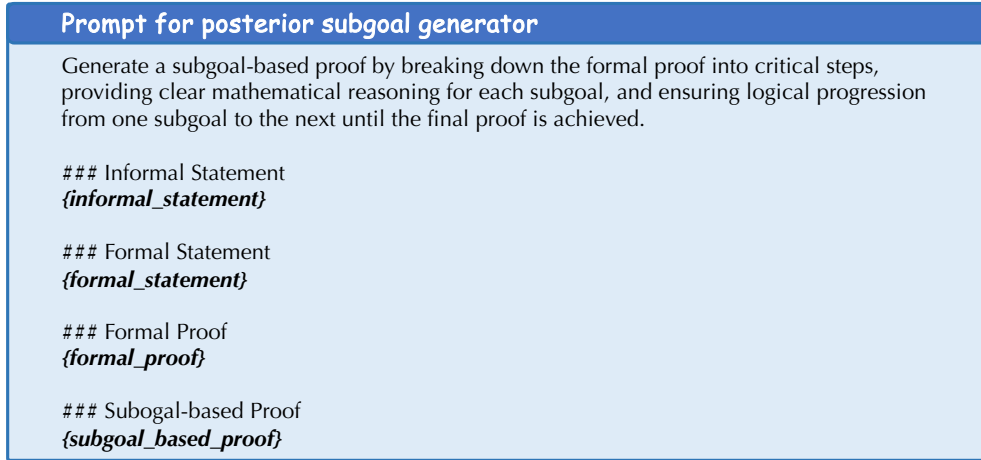 Prompt for posterior subgoal generator
Generate a subgoal-based proof by breaking down the formal proof into critical steps,
providing clear mathematical reasoning for each subgoal, and ensuring logical progression
from one subgoal to the next until the final proof is achieved.
### Informal Statement
{informal_statement}
### Formal Statement
{formal_statement}
### Formal Proof
{formal_proof}
### Subogal-based Proof
{subgoal_based_proof}